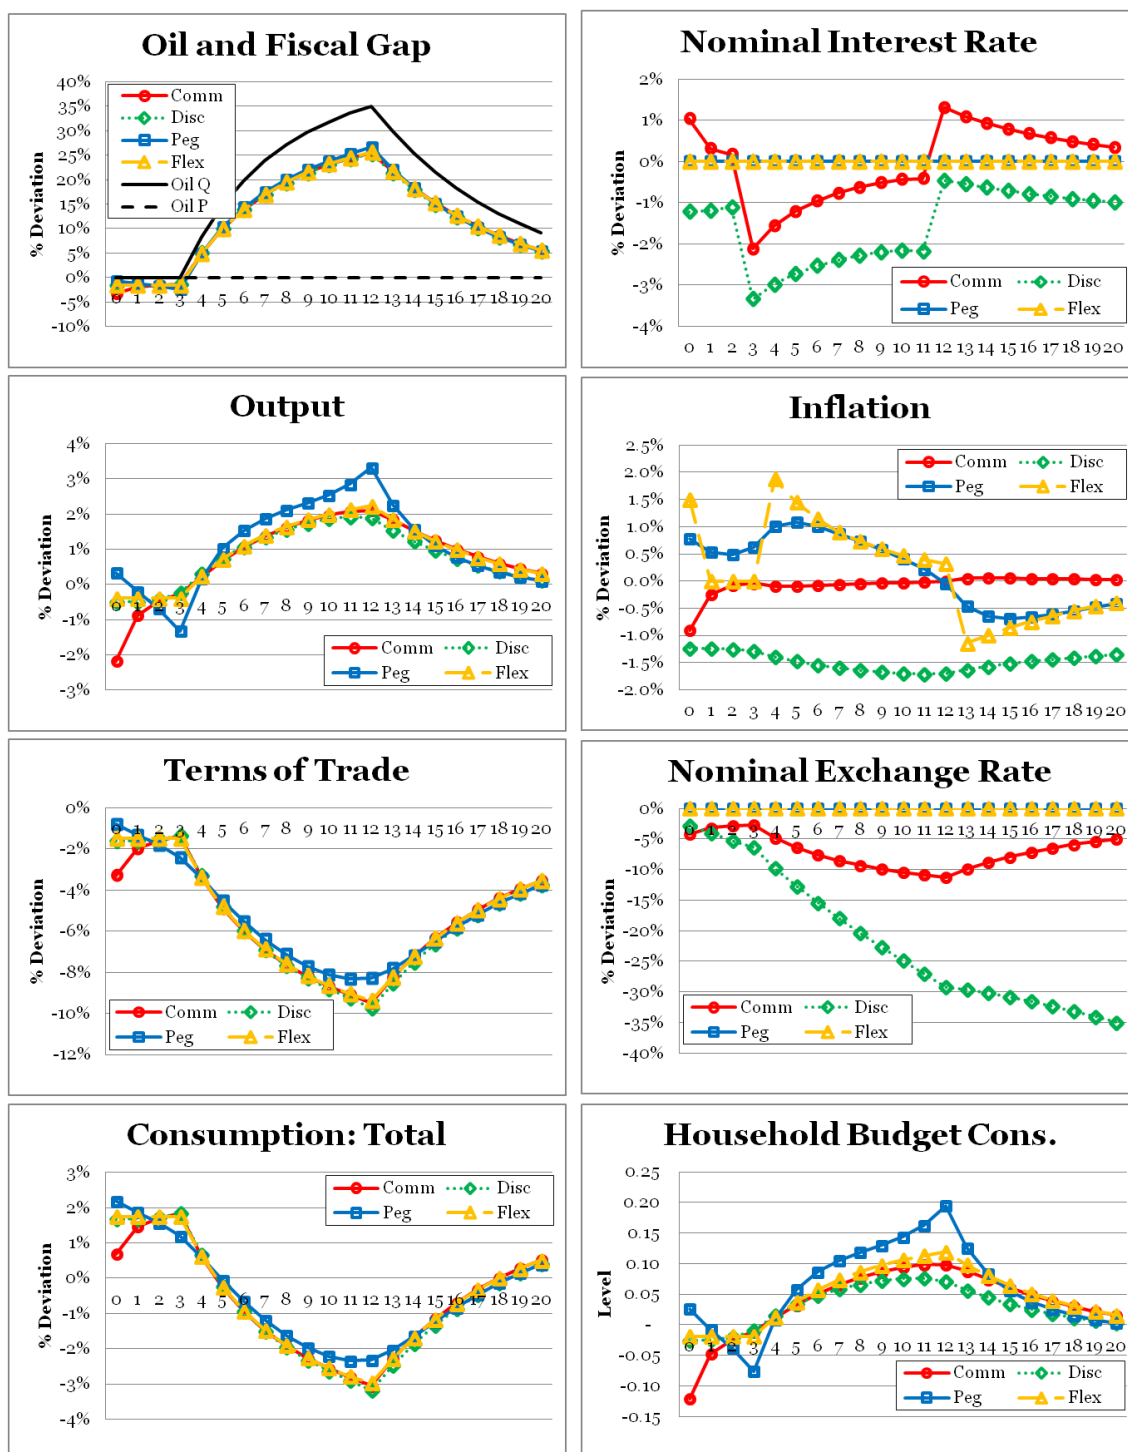 Oil and Fiscal Gap
% Deviation
40%
35%
30%
25%
20%
15%
10%
5%
0%
-5%
-10%
Comm
Disc
Peg
Flex
Oil Q
Oil P
0 1 2 3 4 5 6 7 8 9 10 11 12 13 14 15 16 17 18 19 20
Nominal Interest Rate
% Deviation
2%
1%
0%
-1%
-2%
-3%
-4%
Comm Disc
Peg Flex
0 1 2 3 4 5 6 7 8 9 10 11 12 13 14 15 16 17 18 19 20
Output
% Deviation
4%
3%
2%
1%
0%
-1%
-2%
-3%
0 1 2 3 4 5 6 7 8 9 10 11 12 13 14 15 16 17 18 19 20
Comm Disc
Peg Flex
Inflation
% Deviation
2.5%
2.0%
1.5%
1.0%
0.5%
0.0%
-0.5%
-1.0%
-1.5%
-2.0%
Comm Disc
Peg Flex
0 1 2 3 4 5 6 7 8 9 10 11 12 13 14 15 16 17 18 19 20
Terms of Trade
% Deviation
0%
-2%
-4%
-6%
-8%
-10%
-12%
0 1 2 3 4 5 6 7 8 9 10 11 12 13 14 15 16 17 18 19 20
Comm Disc
Peg Flex
Nominal Exchange Rate
% Deviation
0%
-5%
-10%
-15%
-20%
-25%
-30%
-35%
-40%
0 1 2 3 4 5 6 7 8 9 10 11 12 13 14 15 16 17 18 19 20
Comm Disc
Peg Flex
Consumption: Total
% Deviation
3%
2%
1%
0%
-1%
-2%
-3%
-4%
Comm Disc
Peg Flex
0 1 2 3 4 5 6 7 8 9 10 11 12 13 14 15 16 17 18 19 20
Household Budget Cons.
Level
0.25
0.20
0.15
0.10
0.05
-
-0.05
-0.10
-0.15
0 1 2 3 4 5 6 7 8 9 10 11 12 13 14 15 16 17 18 19 20
Comm Disc
Peg Flex